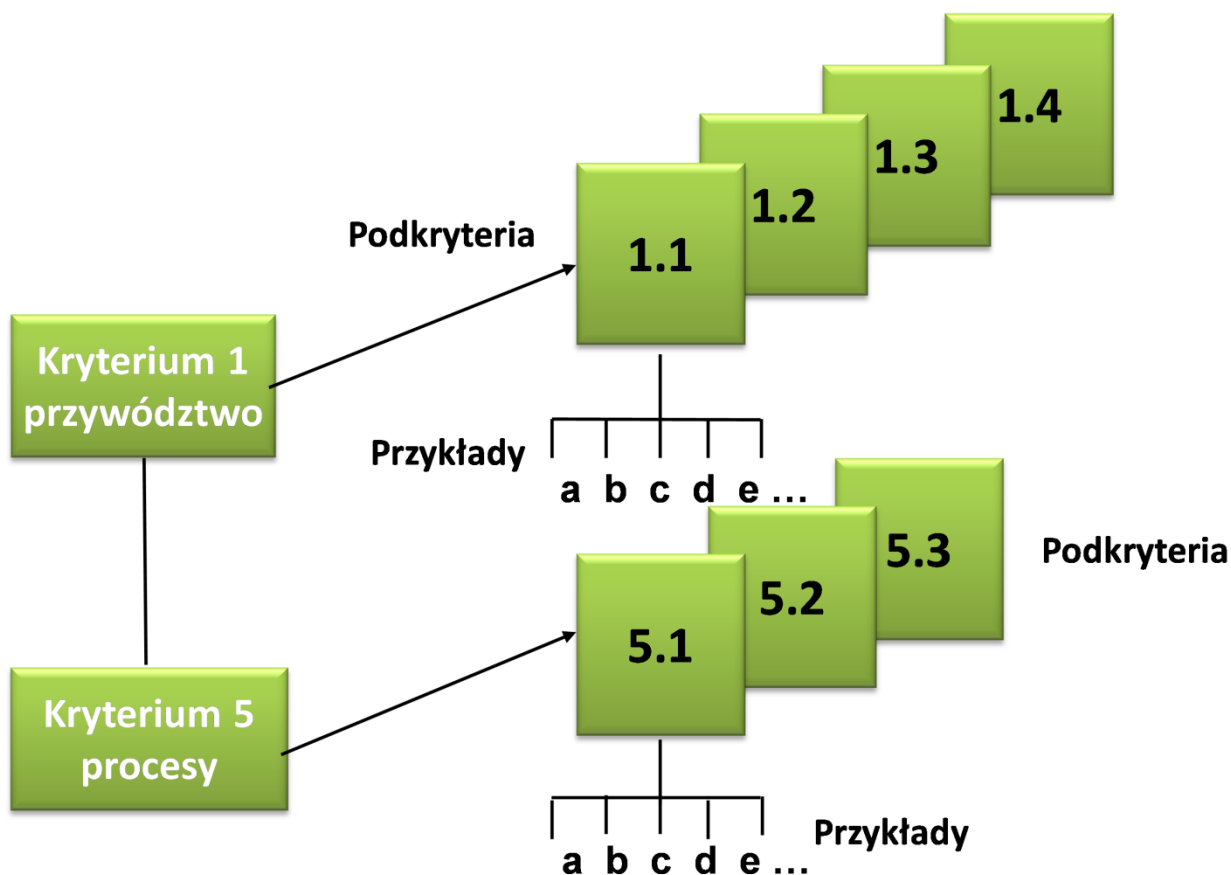 1.4
1.3
1.2
Podkryteria
1.1
Kryterium 1
przywództwo
Przykłady
a b c d e ...
5.3
Podkryteria
5.2
5.1
Kryterium 5
procesy
Przykłady
a b c d e ...